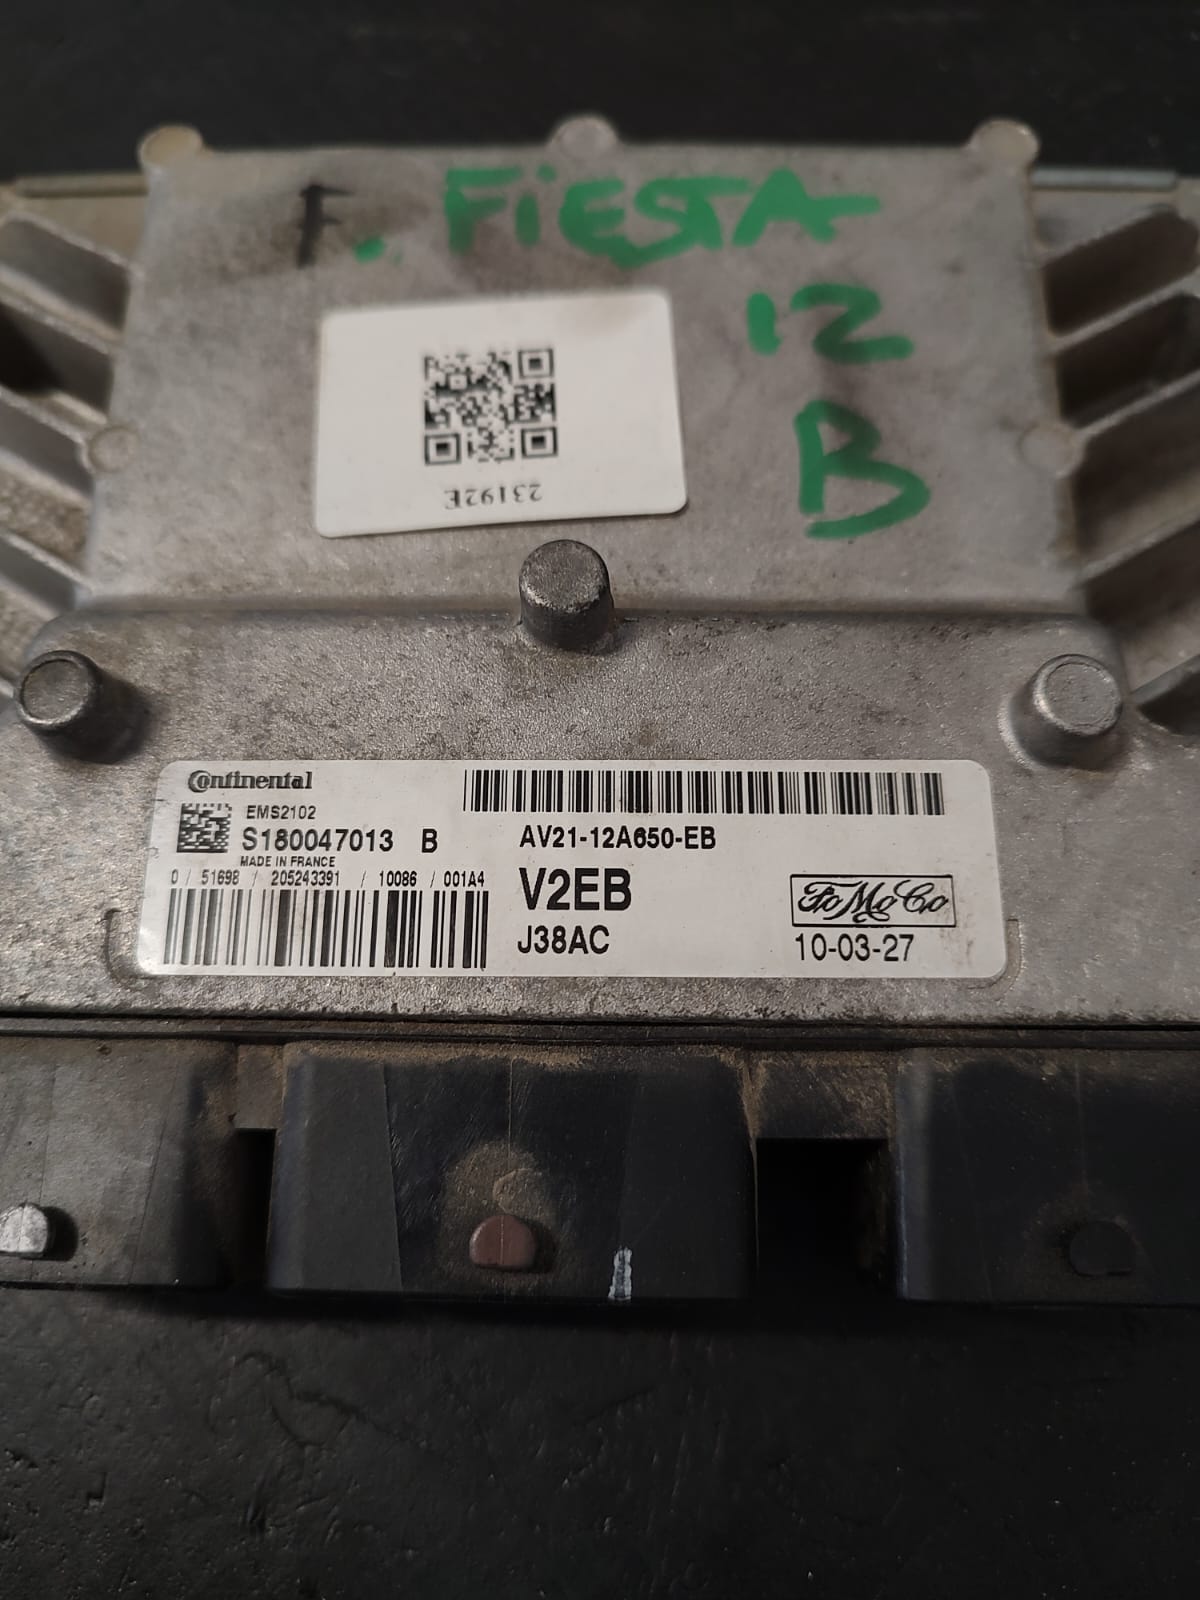 F. FiESTA
12
B
23192E
Continental
EMS2102
S180047013 B
MADE IN FRANCE
0 / 51698 / 205243391 / 10086 / 001A4
AV21-12A650-EB
V2EB
J38AC
FoMoCo
10-03-27